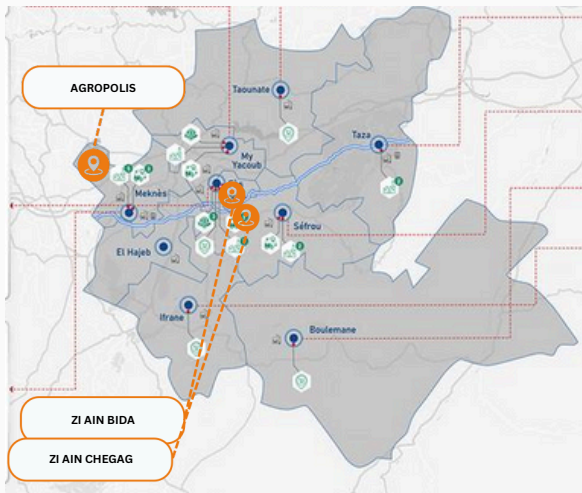 AGROPOLIS
Taounate
Taza
My
Yacoub
Meknès
Séfrou
El Hajeb
Ifrane
Boulemane
ZI AIN BIDA
ZI AIN CHEGAG